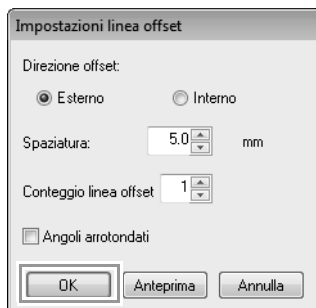 Impostazioni linea offset
Direzione offset:
Esterno Interno
Spaziatura: 5.0 mm
Conteggio linea offset 1
Angoli arrotondati
OK Anteprima Annulla